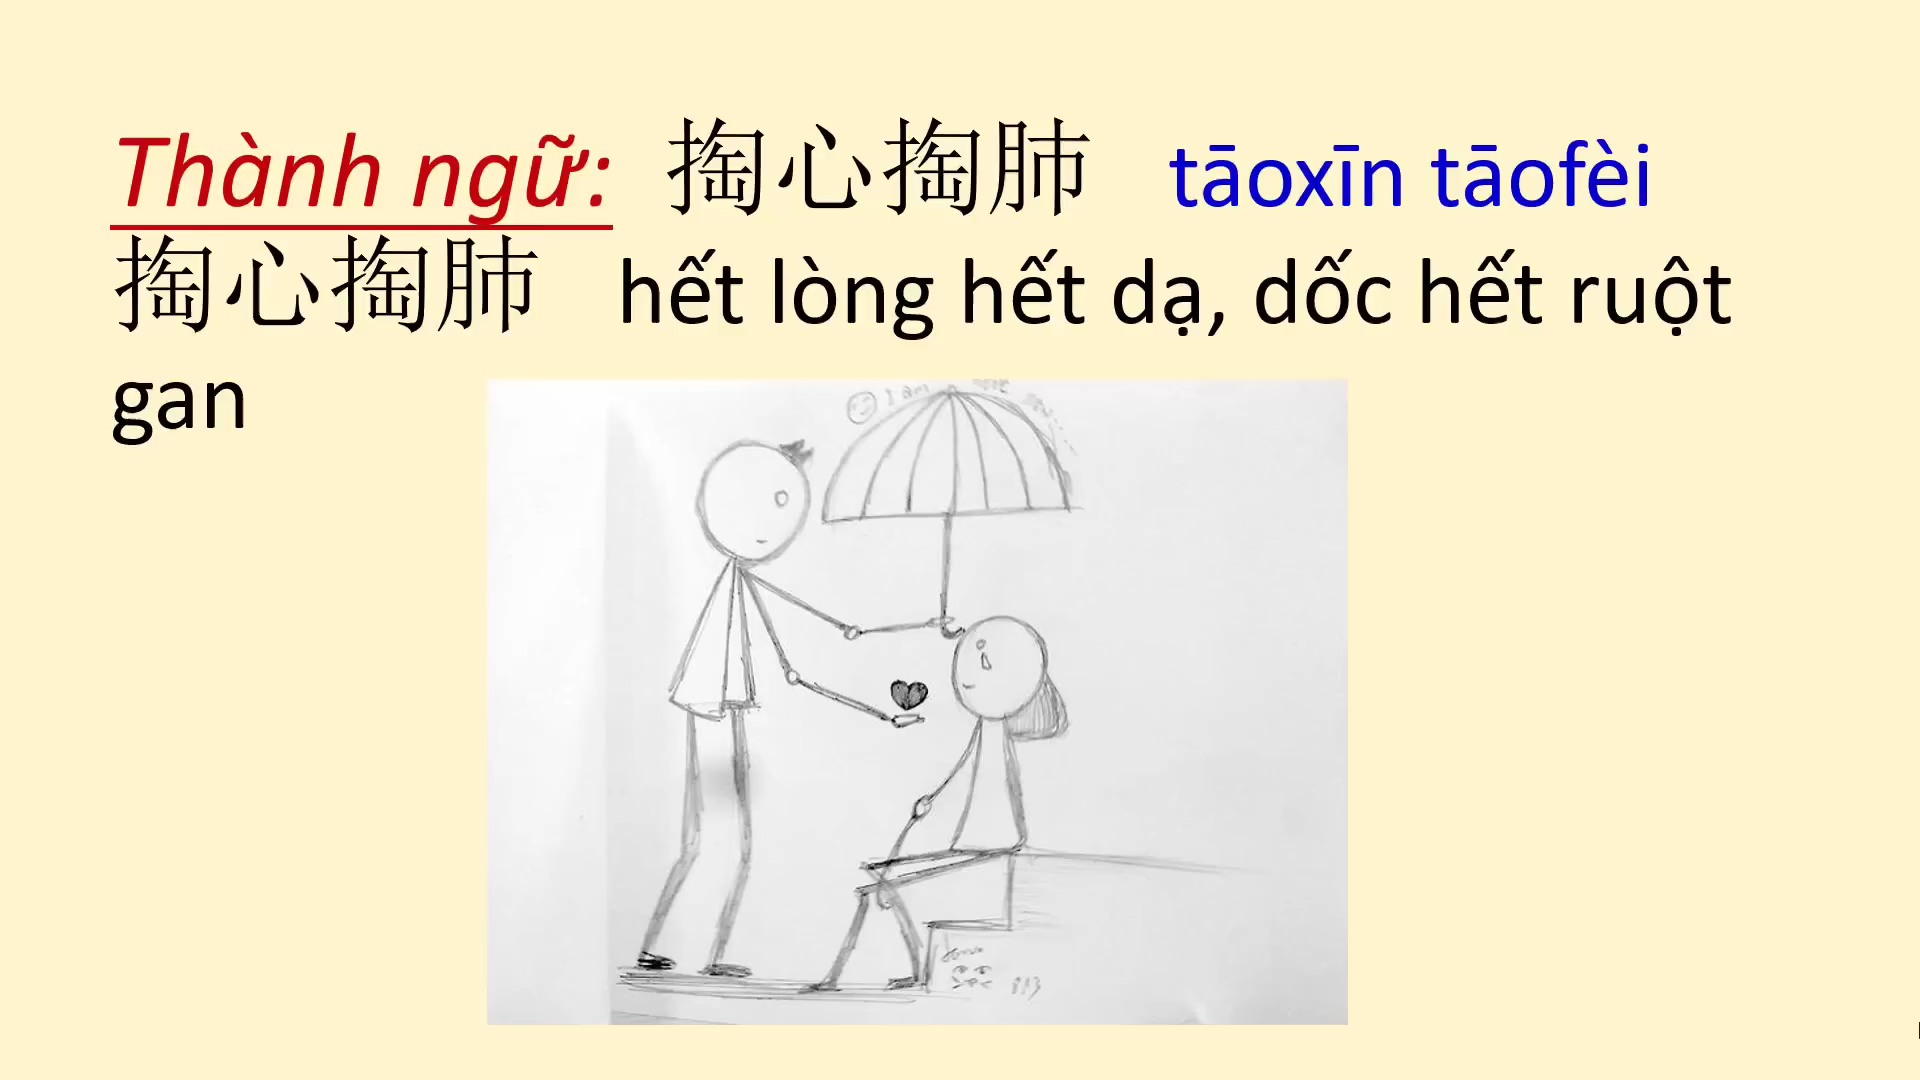 Thành ngữ: 掏心掏肺 tāoxīn tāofèi
掏心掏肺 hết lòng hết dạ, dốc hết ruột
gan
I am